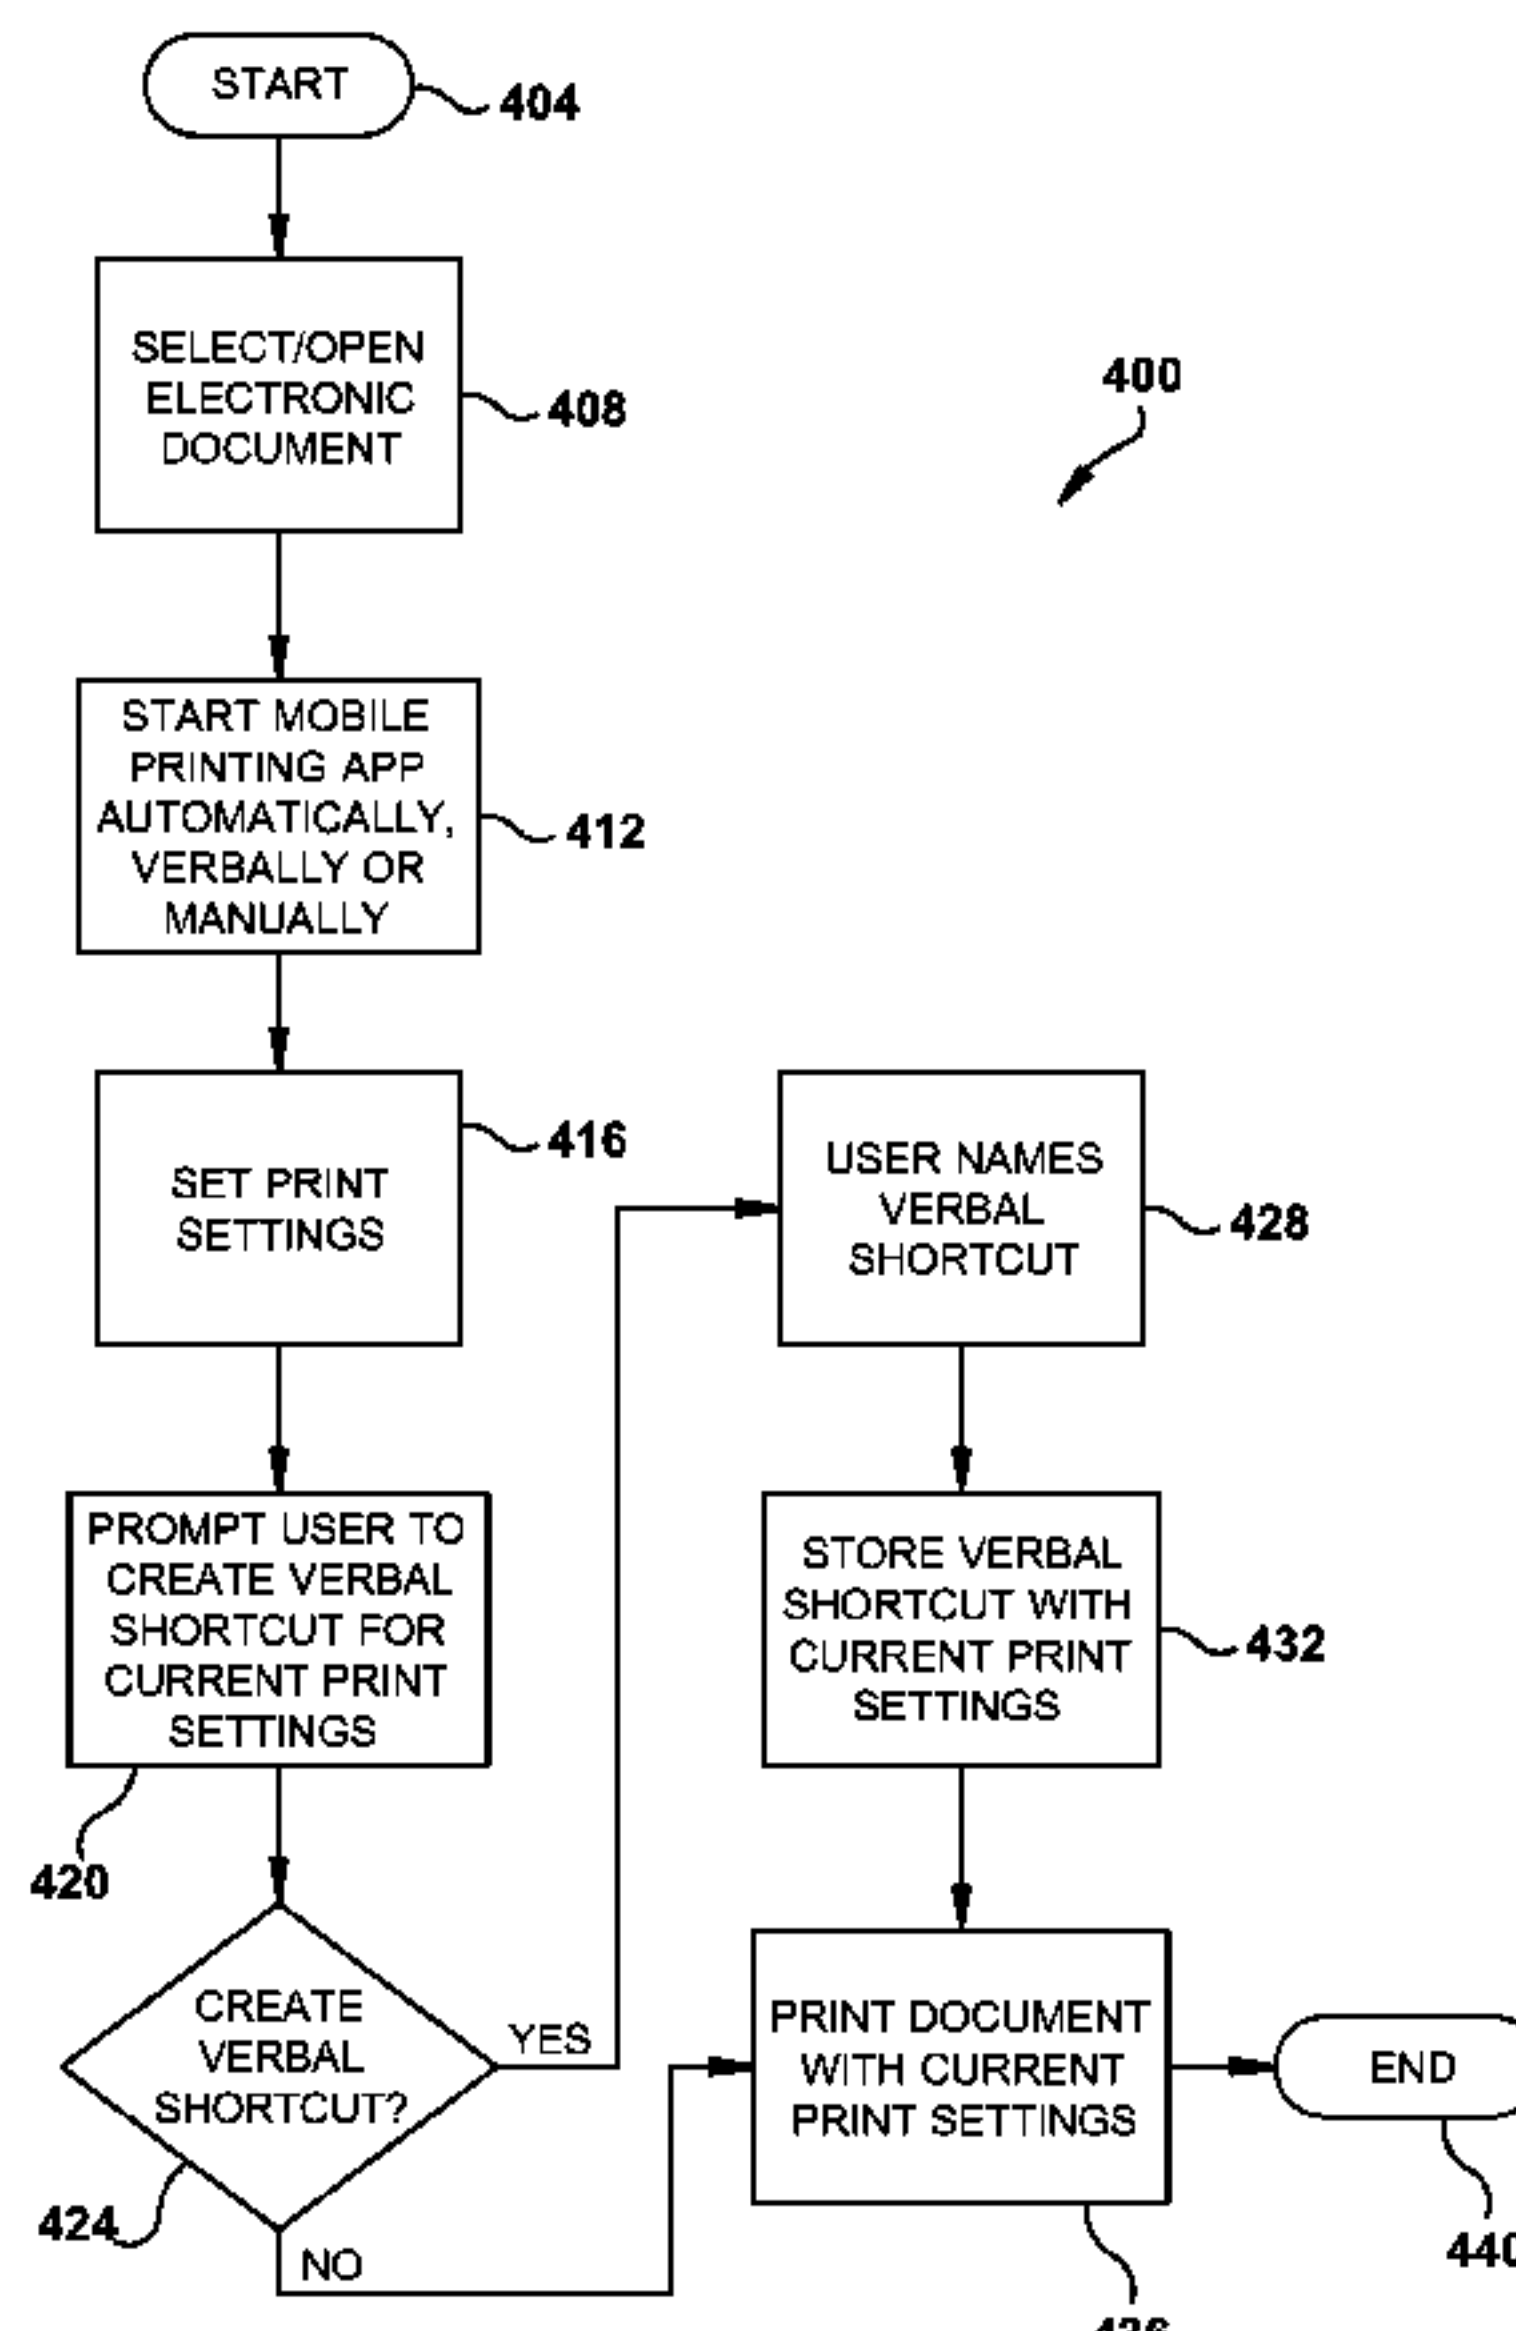 START
404
SELECT/OPEN
ELECTRONIC
DOCUMENT
408
400
START MOBILE
PRINTING APP
AUTOMATICALLY,
VERBALLY OR
MANUALLY
412
SET PRINT
SETTINGS
416
USER NAMES
VERBAL
SHORTCUT
428
PROMPT USER TO
CREATE VERBAL
SHORTCUT FOR
CURRENT PRINT
SETTINGS
420
STORE VERBAL
SHORTCUT WITH
CURRENT PRINT
SETTINGS
432
CREATE
VERBAL
SHORTCUT?
YES
424
NO
PRINT DOCUMENT
WITH CURRENT
PRINT SETTINGS
END
440
436